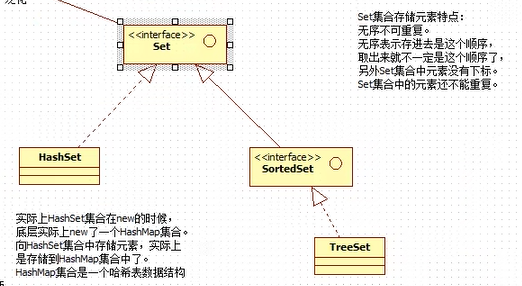 泛化
<<interface>>
Set
Set集合存储元素特点：
无序不可重复。
无序表示存进去是这个顺序，
取出来就不一定是这个顺序了，
另外Set集合中元素没有下标。
Set集合中的元素还不能重复。
HashSet
<<interface>>
SortedSet
实际上HashSet集合在new的时候，
底层实际上new了一个HashMap集合。
向HashSet集合中存储元素，实际上
是存储到HashMap集合中了。
HashMap集合是一个哈希表数据结构
TreeSet